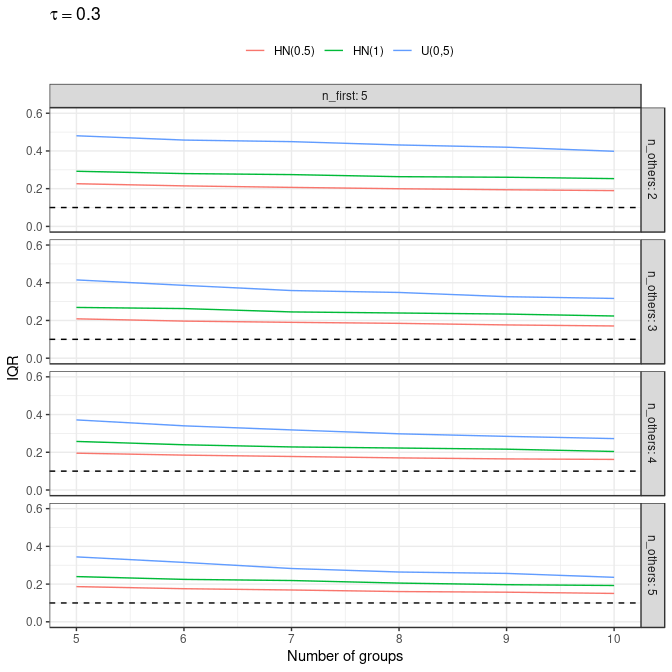 τ = 0.3
HN(0.5) HN(1) U(0,5)
n_first: 5
0.6
0.4
0.2
0.0
n_others: 2
0.6
0.4
0.2
0.0
n_others: 3
0.6
0.4
0.2
0.0
n_others: 4
0.6
0.4
0.2
0.0
n_others: 5
IQR
5 6 7 8 9 10
Number of groups